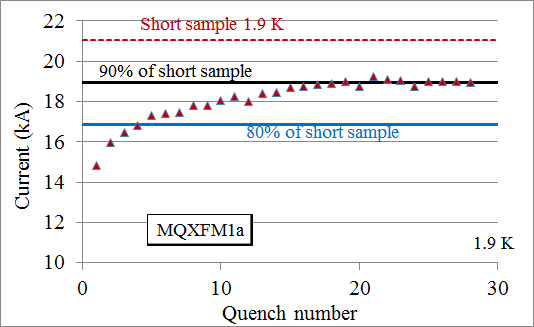 22
20
18
16
14
12
10
Current (kA)
Short sample 1.9 K
90% of short sample
80% of short sample
MQXFM1a
1.9 K
0
10
20
30
Quench number